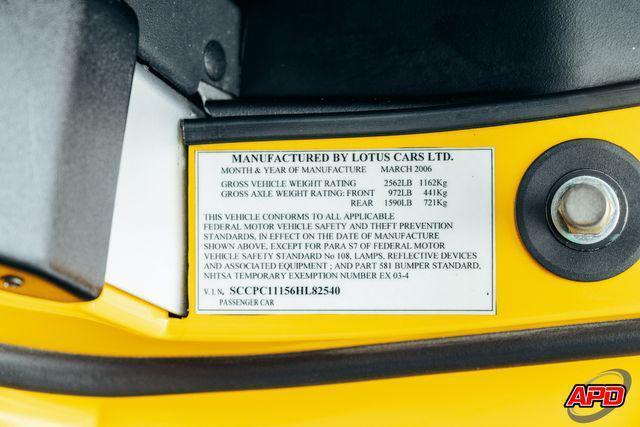 MANUFACTURED BY LOTUS CARS LTD.
MONTH & YEAR OF MANUFACTURE MARCH 2006
GROSS VEHICLE WEIGHT RATING 2562LB 1162Kg
GROSS AXLE WEIGHT RATING: FRONT 972LB 441Kg
REAR 1590LB 721Kg
THIS VEHICLE CONFORMS TO ALL APPLICABLE
FEDERAL MOTOR VEHICLE SAFETY AND THEFT PREVENTION
STANDARDS, IN EFFECT ON THE DATE OF MANUFACTURE
SHOWN ABOVE, EXCEPT FOR PARA S7 OF FEDERAL MOTOR
VEHICLE SAFETY STANDARD No 108, LAMPS, REFLECTIVE DEVICES
AND ASSOCIATED EQUIPMENT ; AND PART 581 BUMPER STANDARD,
NHTSA TEMPORARY EXEMPTION NUMBER EX 03-4
V.I.N. SCCPC11156HL82540
PASSENGER CAR
APD